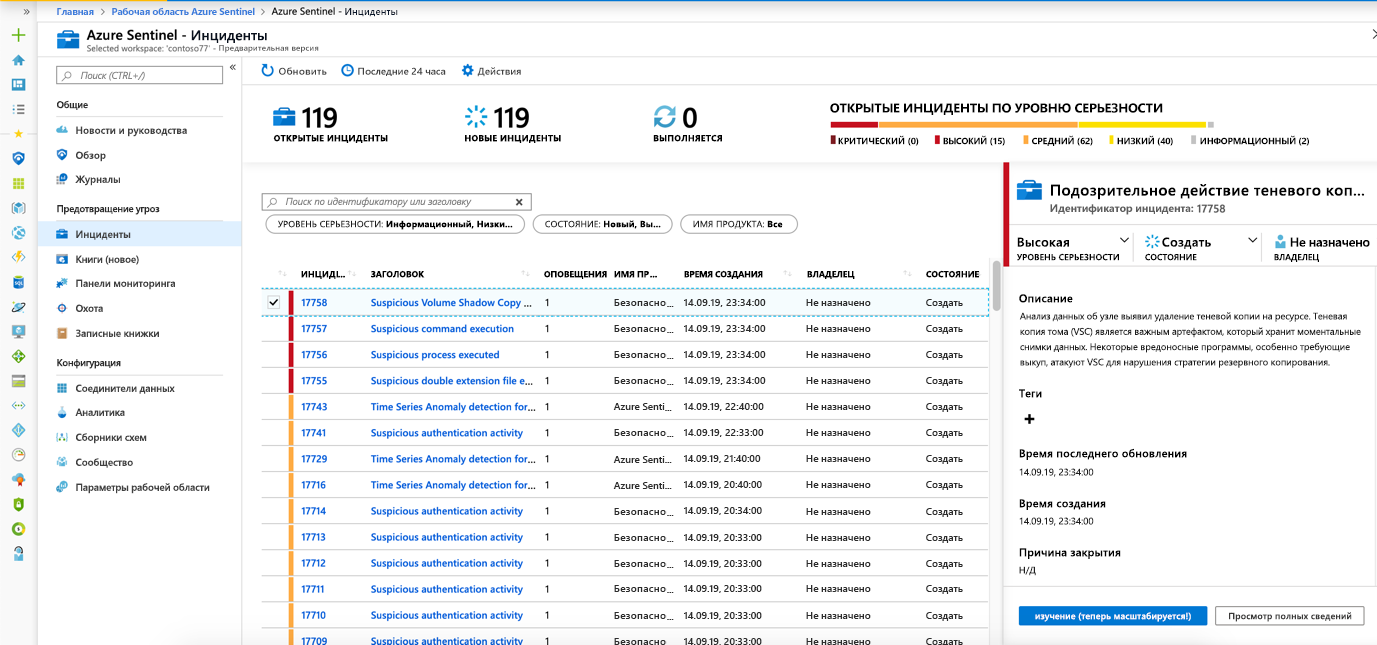 » Главная > Рабочая область Azure Sentinel > Azure Sentinel - Инциденты
Azure Sentinel - Инциденты
Selected workspace: 'contoso77' - Предварительная версия
Поиск (CTRL+/)
«
Общие
Новости и руководства
Обзор
Журналы
Предотвращение угроз
Инциденты
Книги (новое)
Панели мониторинга
Охота
Записные книжки
Конфигурация
Соединители данных
Аналитика
Сборники схем
Сообщество
Параметры рабочей области
Обновить Последние 24 часа Действия
119
ОТКРЫТЫЕ ИНЦИДЕНТЫ
119
НОВЫЕ ИНЦИДЕНТЫ
0
ВЫПОЛНЯЕТСЯ
ОТКРЫТЫЕ ИНЦИДЕНТЫ ПО УРОВНЮ СЕРЬЕЗНОСТИ
КРИТИЧЕСКИЙ (0) ВЫСОКИЙ (15) СРЕДНИЙ (62) НИЗКИЙ (40) ИНФОРМАЦИОННЫЙ (2)
Поиск по идентификатору или заголовку
УРОВЕНЬ СЕРЬЕЗНОСТИ: Информационный, Низки... СОСТОЯНИЕ: Новый, Вы... ИМЯ ПРОДУКТА: Все
ИНЦИД... ЗАГОЛОВОК ОПОВЕЩЕНИЯ ИМЯ ПР... ВРЕМЯ СОЗДАНИЯ ВЛАДЕЛЕЦ СОСТОЯНИЕ
17758 Suspicious Volume Shadow Copy ... 1 Безопасно... 14.09.19, 23:34:00 Не назначено Создать
17757 Suspicious command execution 1 Безопасно... 14.09.19, 23:34:00 Не назначено Создать
17756 Suspicious process executed 1 Безопасно... 14.09.19, 23:34:00 Не назначено Создать
17755 Suspicious double extension file e... 1 Безопасно... 14.09.19, 23:34:00 Не назначено Создать
17743 Time Series Anomaly detection for... 1 Azure Senti... 14.09.19, 22:40:00 Не назначено Создать
17741 Suspicious authentication activity 1 Безопасно... 14.09.19, 22:33:00 Не назначено Создать
17729 Time Series Anomaly detection for... 1 Azure Senti... 14.09.19, 21:40:00 Не назначено Создать
17716 Time Series Anomaly detection for... 1 Azure Senti... 14.09.19, 20:40:00 Не назначено Создать
17714 Suspicious authentication activity 1 Безопасно... 14.09.19, 20:33:00 Не назначено Создать
17713 Suspicious authentication activity 1 Безопасно... 14.09.19, 20:33:00 Не назначено Создать
17712 Suspicious authentication activity 1 Безопасно... 14.09.19, 20:33:00 Не назначено Создать
17711 Suspicious authentication activity 1 Безопасно... 14.09.19, 20:33:00 Не назначено Создать
17710 Suspicious authentication activity 1 Безопасно... 14.09.19, 20:33:00 Не назначено Создать
17709 Suspicious authentication activity 1 Безопасно... 14.09.19, 20:33:00 Не назначено Создать
Подозрительное действие теневого коп...
Идентификатор инцидента: 17758
Высокая
УРОВЕНЬ СЕРЬЕЗНОСТИ
Создать
СОСТОЯНИЕ
Не назначено
ВЛАДЕЛЕЦ
Описание
Анализ данных об узле выявил удаление теневой копии на ресурсе. Теневая
копия тома (VSC) является важным артефактом, который хранит моментальные
снимки данных. Некоторые вредоносные программы, особенно требующие
выкуп, атакуют VSC для нарушения стратегии резервного копирования.
Теги
+
Время последнего обновления
14.09.19, 23:34:00
Время создания
14.09.19, 23:34:00
Причина закрытия
Н/Д
изучение (теперь масштабируется!) Просмотр полных сведений